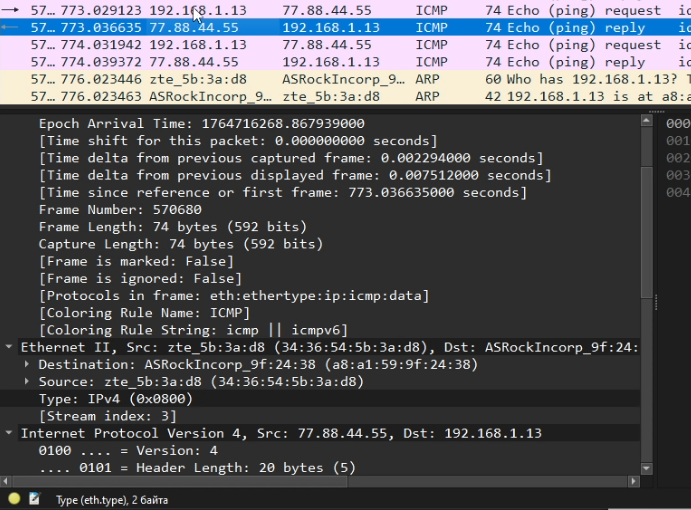 57… 773.029123 192.168.1.13 77.88.44.55 ICMP 74 Echo (ping) request
57… 773.036635 77.88.44.55 192.168.1.13 ICMP 74 Echo (ping) reply
57… 774.031942 192.168.1.13 77.88.44.55 ICMP 74 Echo (ping) request
57… 774.039372 77.88.44.55 192.168.1.13 ICMP 74 Echo (ping) reply
57… 776.023446 zte_5b:3a:d8 ASRockIncorp_9… ARP 60 Who has 192.168.1.13?
57… 776.023463 ASRockIncorp_9… zte_5b:3a:d8 ARP 42 192.168.1.13 is at a8:a
Epoch Arrival Time: 1764716268.867939000
[Time shift for this packet: 0.000000000 seconds]
[Time delta from previous captured frame: 0.002294000 seconds]
[Time delta from previous displayed frame: 0.007512000 seconds]
[Time since reference or first frame: 773.036635000 seconds]
Frame Number: 570680
Frame Length: 74 bytes (592 bits)
Capture Length: 74 bytes (592 bits)
[Frame is marked: False]
[Frame is ignored: False]
[Protocols in frame: eth:ethertype:ip:icmp:data]
[Coloring Rule Name: ICMP]
[Coloring Rule String: icmp || icmpv6]
Ethernet II, Src: zte_5b:3a:d8 (34:36:54:5b:3a:d8), Dst: ASRockIncorp_9f:24:
Destination: ASRockIncorp_9f:24:38 (a8:a1:59:9f:24:38)
Source: zte_5b:3a:d8 (34:36:54:5b:3a:d8)
Type: IPv4 (0x0800)
[Stream index: 3]
Internet Protocol Version 4, Src: 77.88.44.55, Dst: 192.168.1.13
0100 .... = Version: 4
.... 0101 = Header Length: 20 bytes (5)
000
001
002
003
004
Type (eth.type), 2 байта